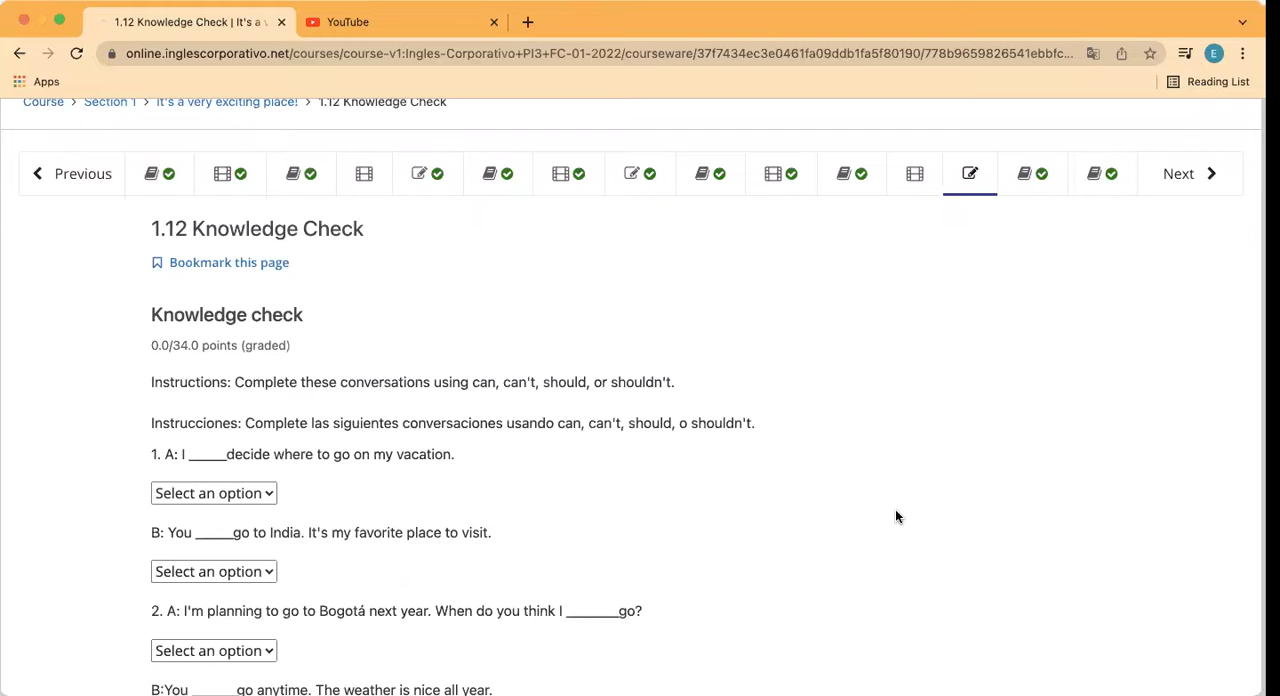 1.12 Knowledge Check | It's a v
YouTube
online.inglescorporativo.net/courses/course-v1:Ingles-Corporativo+PI3+FC-01-2022/courseware/37f7434ec3e0461fa09ddb1fa5f80190/778b9659826541ebbfc...
E
Apps
Reading List
Course > Section 1 > It's a very exciting place! > 1.12 Knowledge Check
Previous
Next
1.12 Knowledge Check
Bookmark this page
Knowledge check
0.0/34.0 points (graded)
Instructions: Complete these conversations using can, can't, should, or shouldn't.
Instrucciones: Complete las siguientes conversaciones usando can, can't, should, o shouldn't.
1. A: I _____decide where to go on my vacation.
Select an option
B: You _____go to India. It's my favorite place to visit.
Select an option
2. A: I'm planning to go to Bogotá next year. When do you think I _______go?
Select an option
B:You ______go anytime. The weather is nice all year.